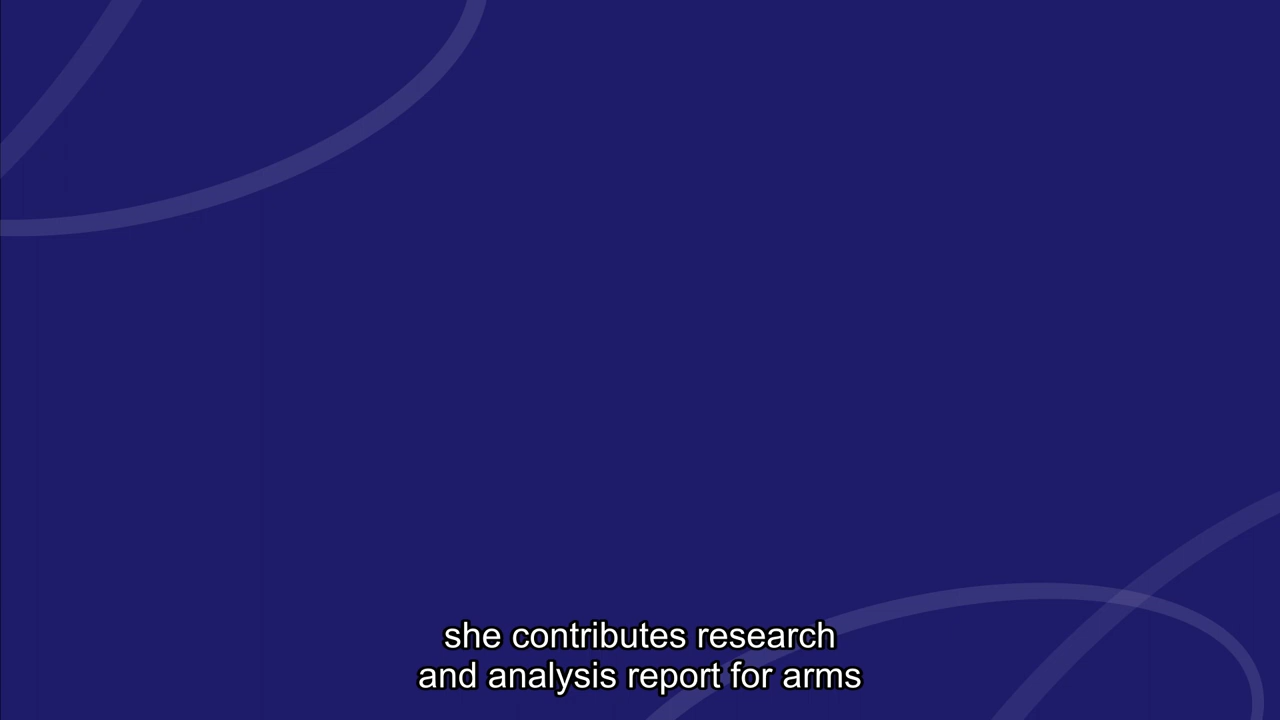 she contributes research
and analysis report for arms